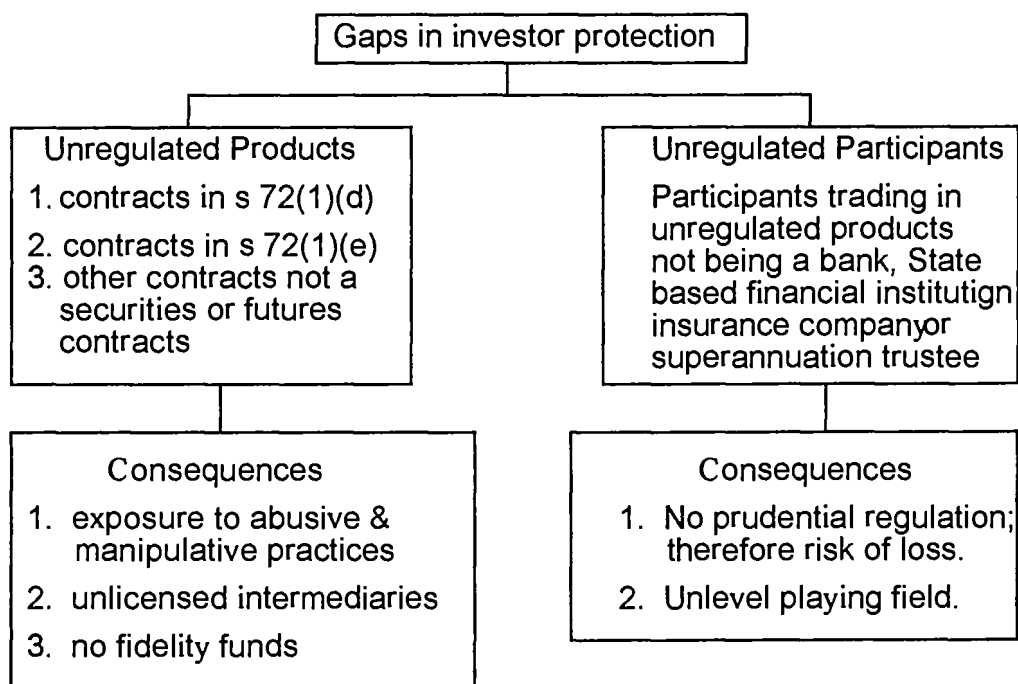 Gaps in investor protection
Unregulated Products
1. contracts in s 72(1)(d)
2. contracts in s 72(1)(e)
3. other contracts not a
securities or futures
contracts
Unregulated Participants
Participants trading in
unregulated products
not being a bank, State
based financial institutign
insurance companyor
superannuation trustee
Consequences
1. exposure to abusive &
manipulative practices
2. unlicensed intermediaries
3. no fidelity funds
Consequences
1. No prudential regulation;
therefore risk of loss.
2. Unlevel playing field.